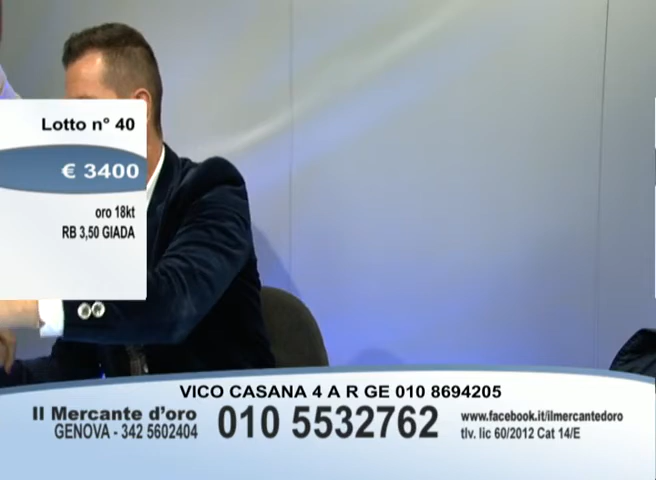 Lotto n° 40
€ 3400
oro 18kt
RB 3,50 GIADA
VICO CASANA 4 A R GE 010 8694205
Il Mercante d'oro
GENOVA - 342 5602404
010 5532762
www.facebook.it/ilmercantedoro
tlv. lic 60/2012 Cat 14/E